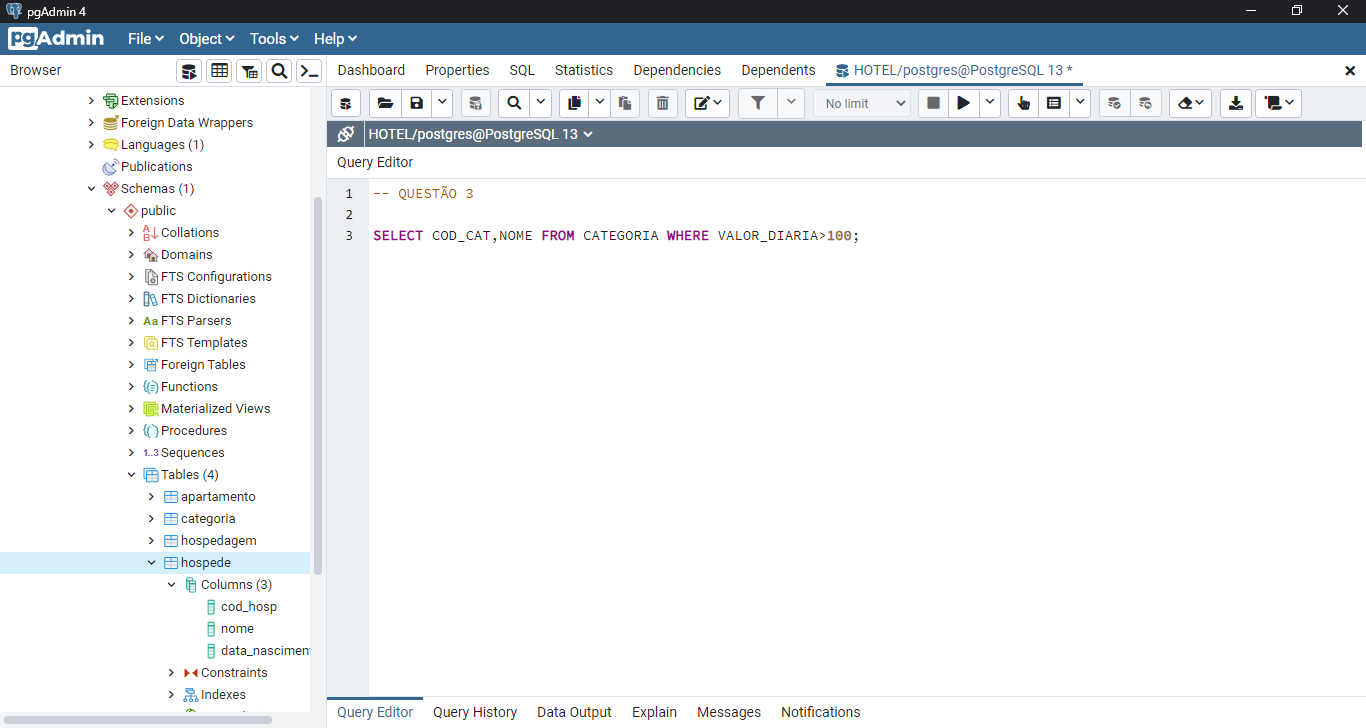 pgAdmin 4
pgAdmin File Object Tools Help
Browser
Dashboard Properties SQL Statistics Dependencies Dependents HOTEL/postgres@PostgreSQL 13 *
No limit
HOTEL/postgres@PostgreSQL 13
Query Editor
Extensions
Foreign Data Wrappers
Languages (1)
Publications
Schemas (1)
public
Collations
Domains
FTS Configurations
FTS Dictionaries
Aa FTS Parsers
FTS Templates
Foreign Tables
Functions
Materialized Views
Procedures
1..3 Sequences
Tables (4)
apartamento
categoria
hospedagem
hospede
Columns (3)
cod_hosp
nome
data_nascimen
Constraints
Indexes
1 -- QUESTÃO 3
2
3 SELECT COD_CAT,NOME FROM CATEGORIA WHERE VALOR_DIARIA>100;
Query Editor Query History Data Output Explain Messages Notifications